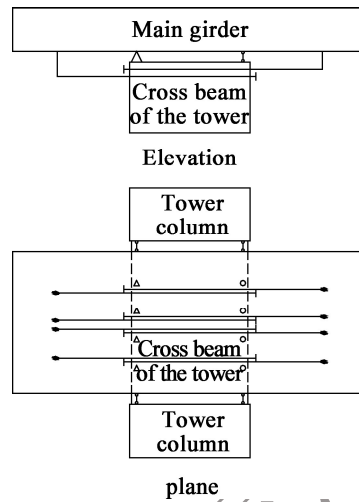 Main girder
Cross beam
of the tower
Elevation
Tower
column
Cross beam
of the tower
Tower
column
plane